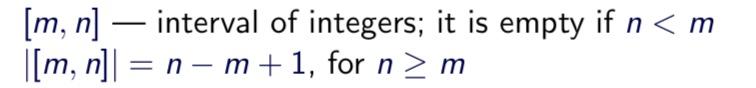 [m, n] — interval of integers; it is empty if n < m
|[m, n]| = n − m + 1, for n ≥ m